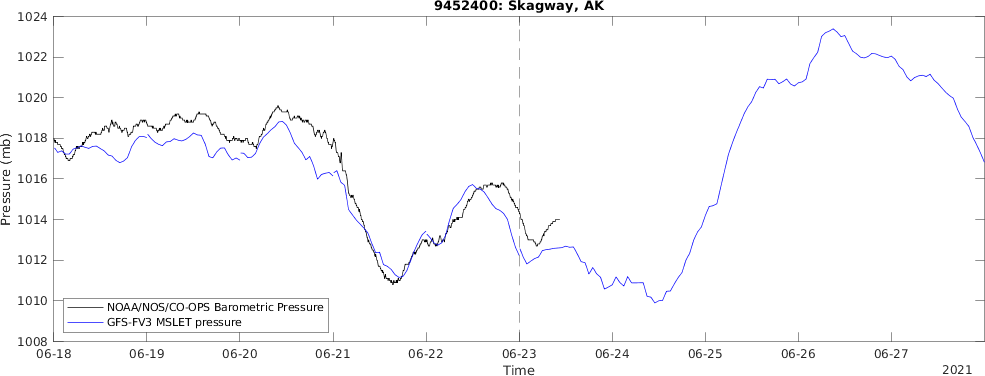 9452400: Skagway, AK
1024
1022
1020
1018
1016
1014
1012
1010
1008
Pressure (mb)
NOAA/NOS/CO-OPS Barometric Pressure
GFS-FV3 MSLET pressure
06-18 06-19 06-20 06-21 06-22 06-23 06-24 06-25 06-26 06-27
Time
2021